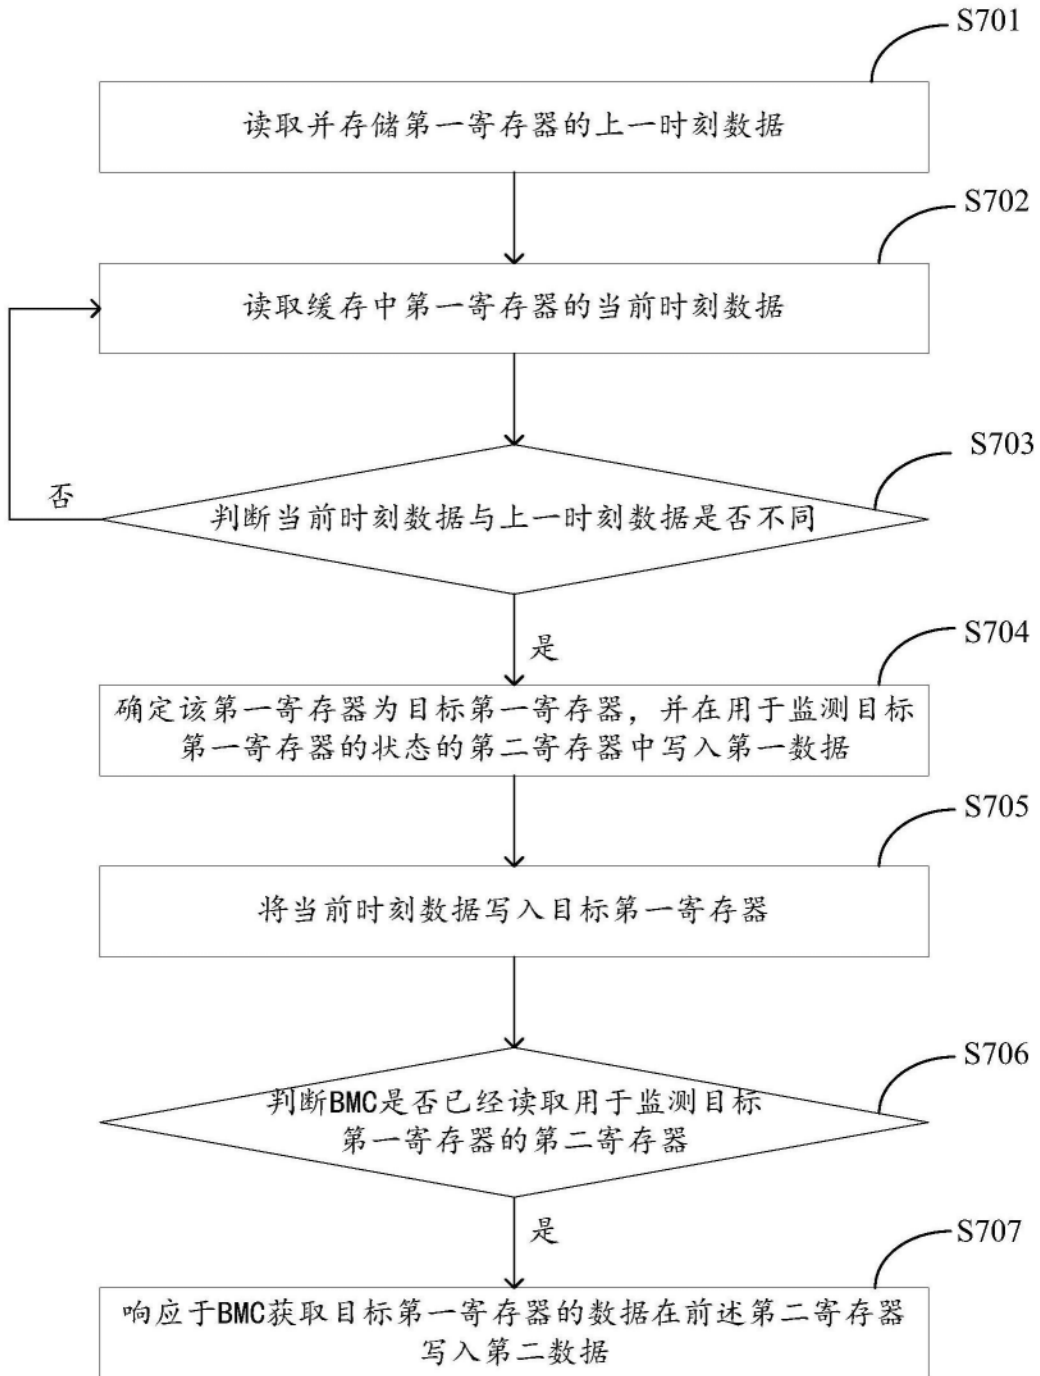 S701
读取并存储第一寄存器的上一时刻数据
S702
读取缓存中第一寄存器的当前时刻数据
S703
否
判断当前时刻数据与上一时刻数据是否不同
是
S704
确定该第一寄存器为目标第一寄存器，并在用于监测目标
第一寄存器的状态的第二寄存器中写入第一数据
S705
将当前时刻数据写入目标第一寄存器
S706
判断BMC是否已经读取用于监测目标
第一寄存器的第二寄存器
是
S707
响应于BMC获取目标第一寄存器的数据在前述第二寄存器
写入第二数据